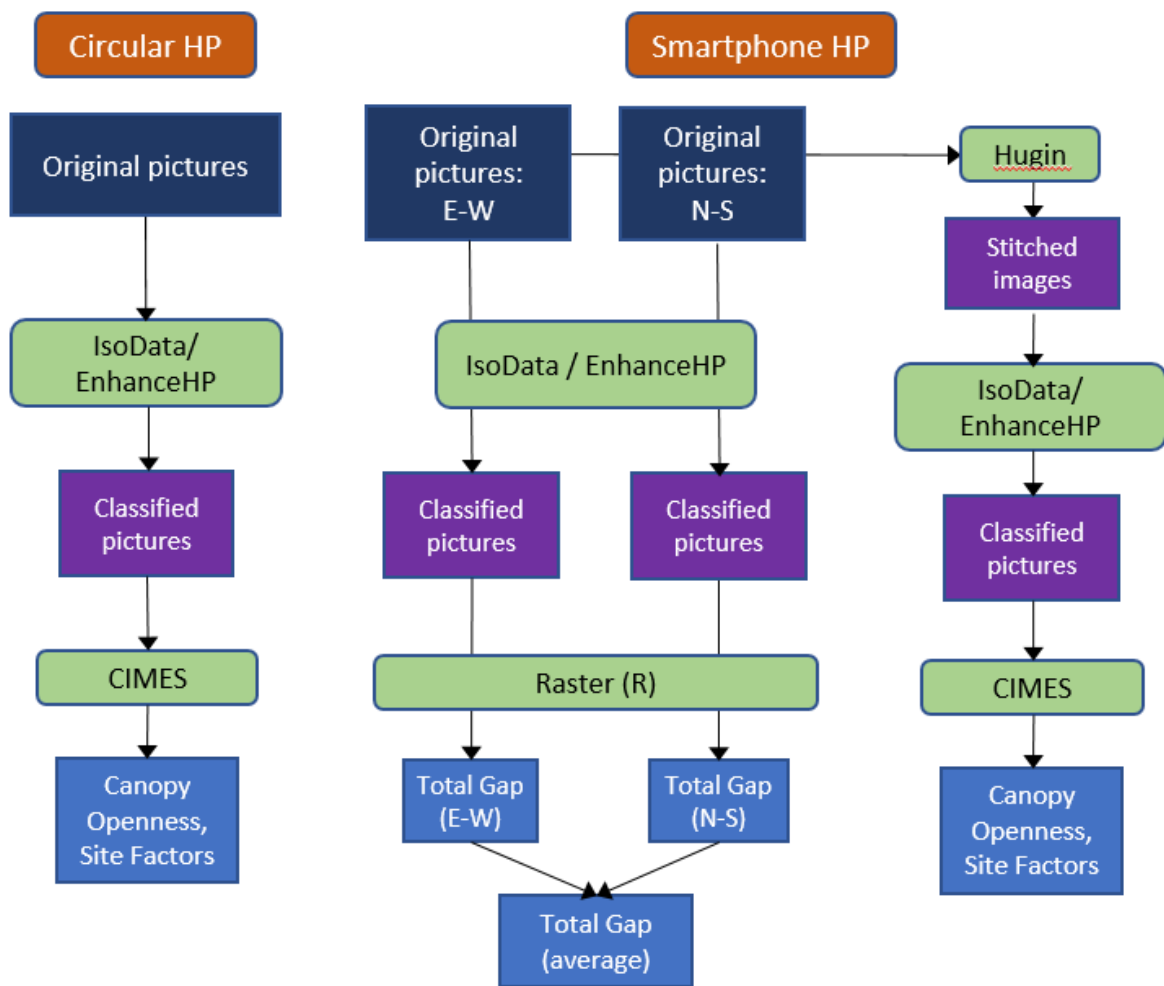 Circular HP
Original pictures
IsoData/
EnhanceHP
Classified
pictures
CIMES
Canopy
Openness,
Site Factors
Smartphone HP
Original
pictures:
E-W
Original
pictures:
N-S
IsoData / EnhanceHP
Classified
pictures
Classified
pictures
Raster (R)
Total Gap
(E-W)
Total Gap
(N-S)
Total Gap
(average)
Hugin
Stitched
images
IsoData/
EnhanceHP
Classified
pictures
CIMES
Canopy
Openness,
Site Factors